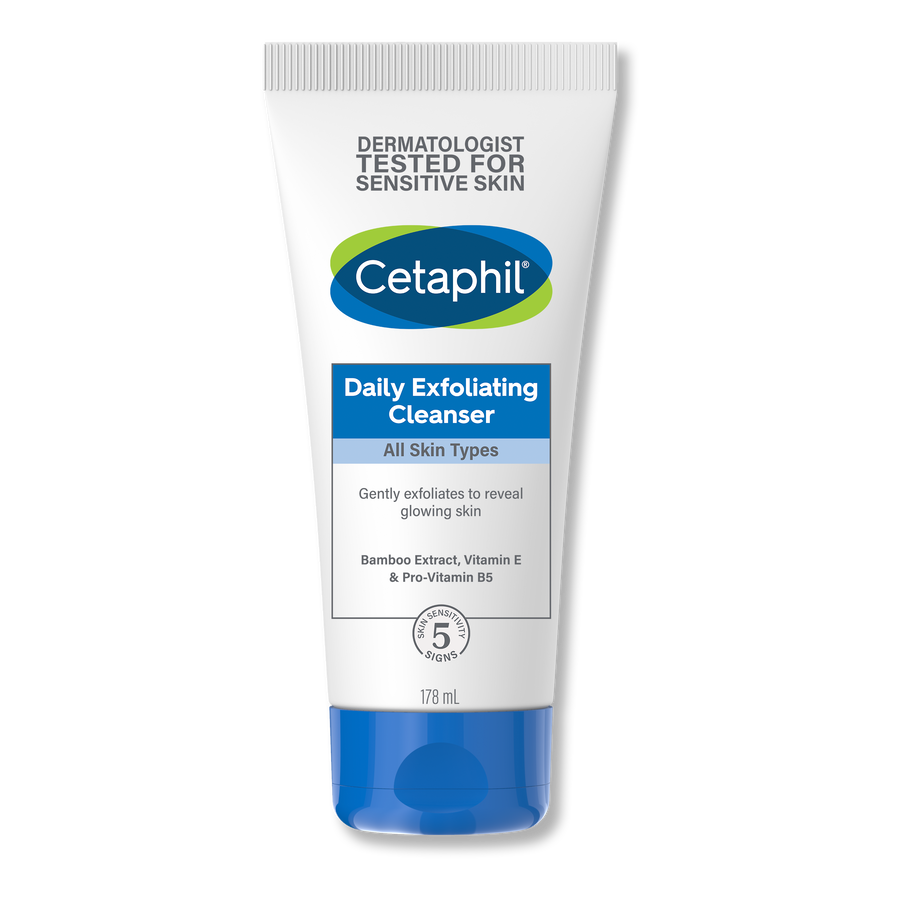 DERMATOLOGIST
TESTED FOR
SENSITIVE SKIN
Cetaphil®
Daily Exfoliating
Cleanser
All Skin Types
Gently exfoliates to reveal
glowing skin
Bamboo Extract, Vitamin E
& Pro-Vitamin B5
SKIN SENSITIVITY
5
SIGNS
178 mL